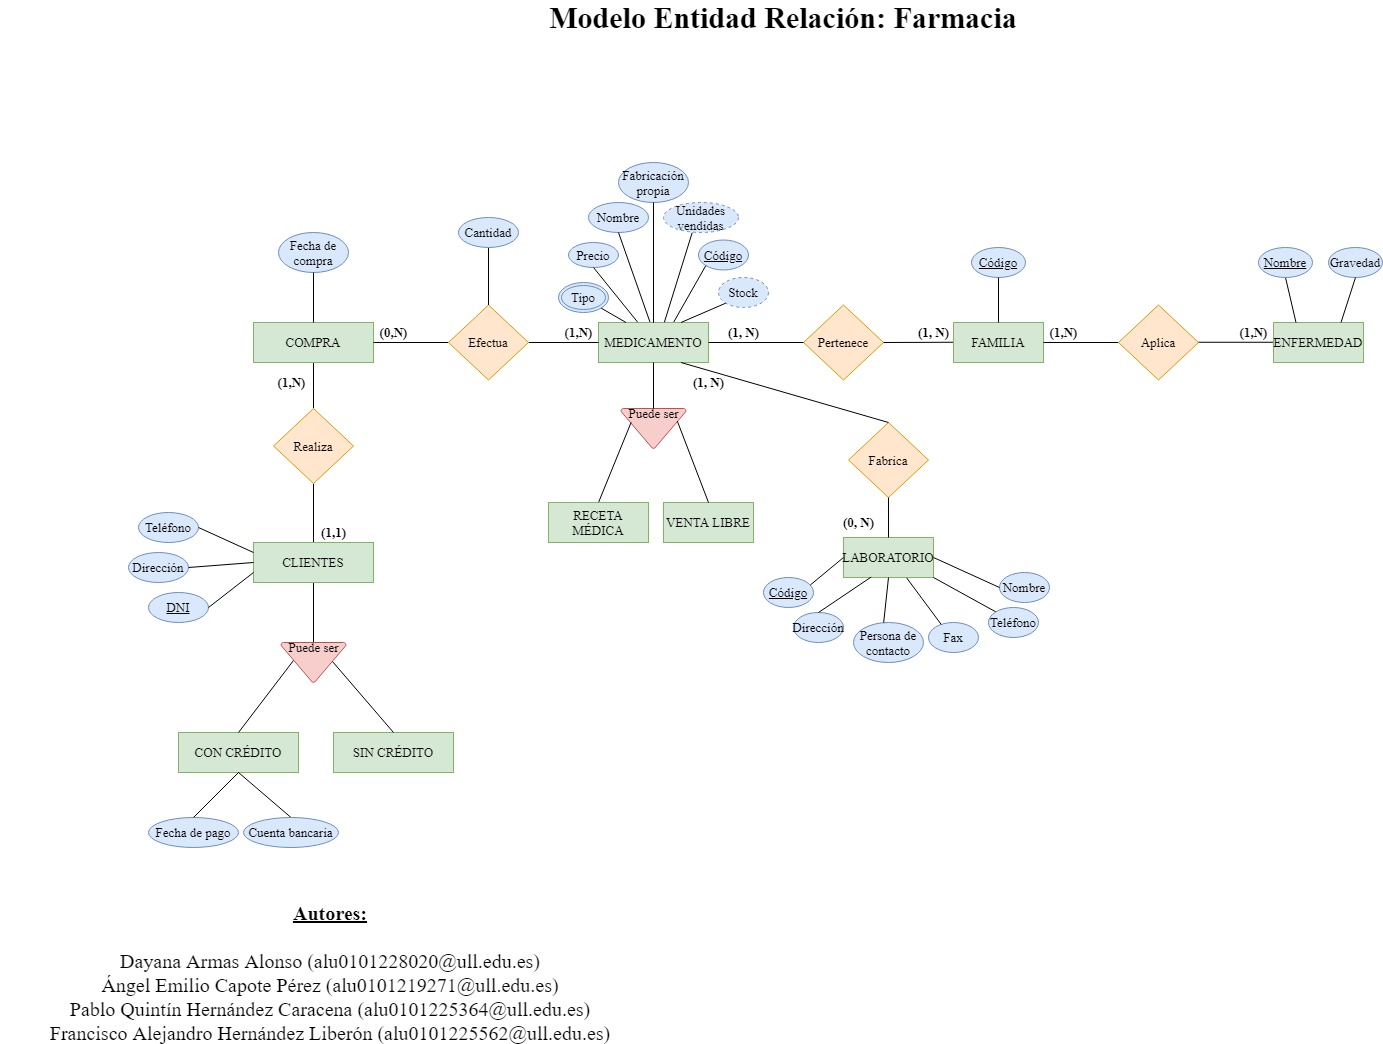 Modelo Entidad Relación: Farmacia
Fabricación
propia
Nombre
Unidades
vendidas
Cantidad
Fecha de
compra
Precio
Código
Código
Nombre
Gravedad
Tipo
Stock
(0,N)
(1,N)
(1, N)
(1, N)
(1,N)
(1,N)
COMPRA
Efectua
MEDICAMENTO
Pertenece
FAMILIA
Aplica
ENFERMEDAD
(1,N)
(1, N)
Puede ser
Realiza
Fabrica
RECETA
MÉDICA
VENTA LIBRE
(0, N)
Teléfono
(1,1)
LABORATORIO
CLIENTES
Dirección
DNI
Código
Nombre
Dirección
Persona de
contacto
Fax
Teléfono
Puede ser
CON CRÉDITO
SIN CRÉDITO
Fecha de pago
Cuenta bancaria
Autores:
Dayana Armas Alonso (alu0101228020@ull.edu.es)
Ángel Emilio Capote Pérez (alu0101219271@ull.edu.es)
Pablo Quintín Hernández Caracena (alu0101225364@ull.edu.es)
Francisco Alejandro Hernández Liberón (alu0101225562@ull.edu.es)